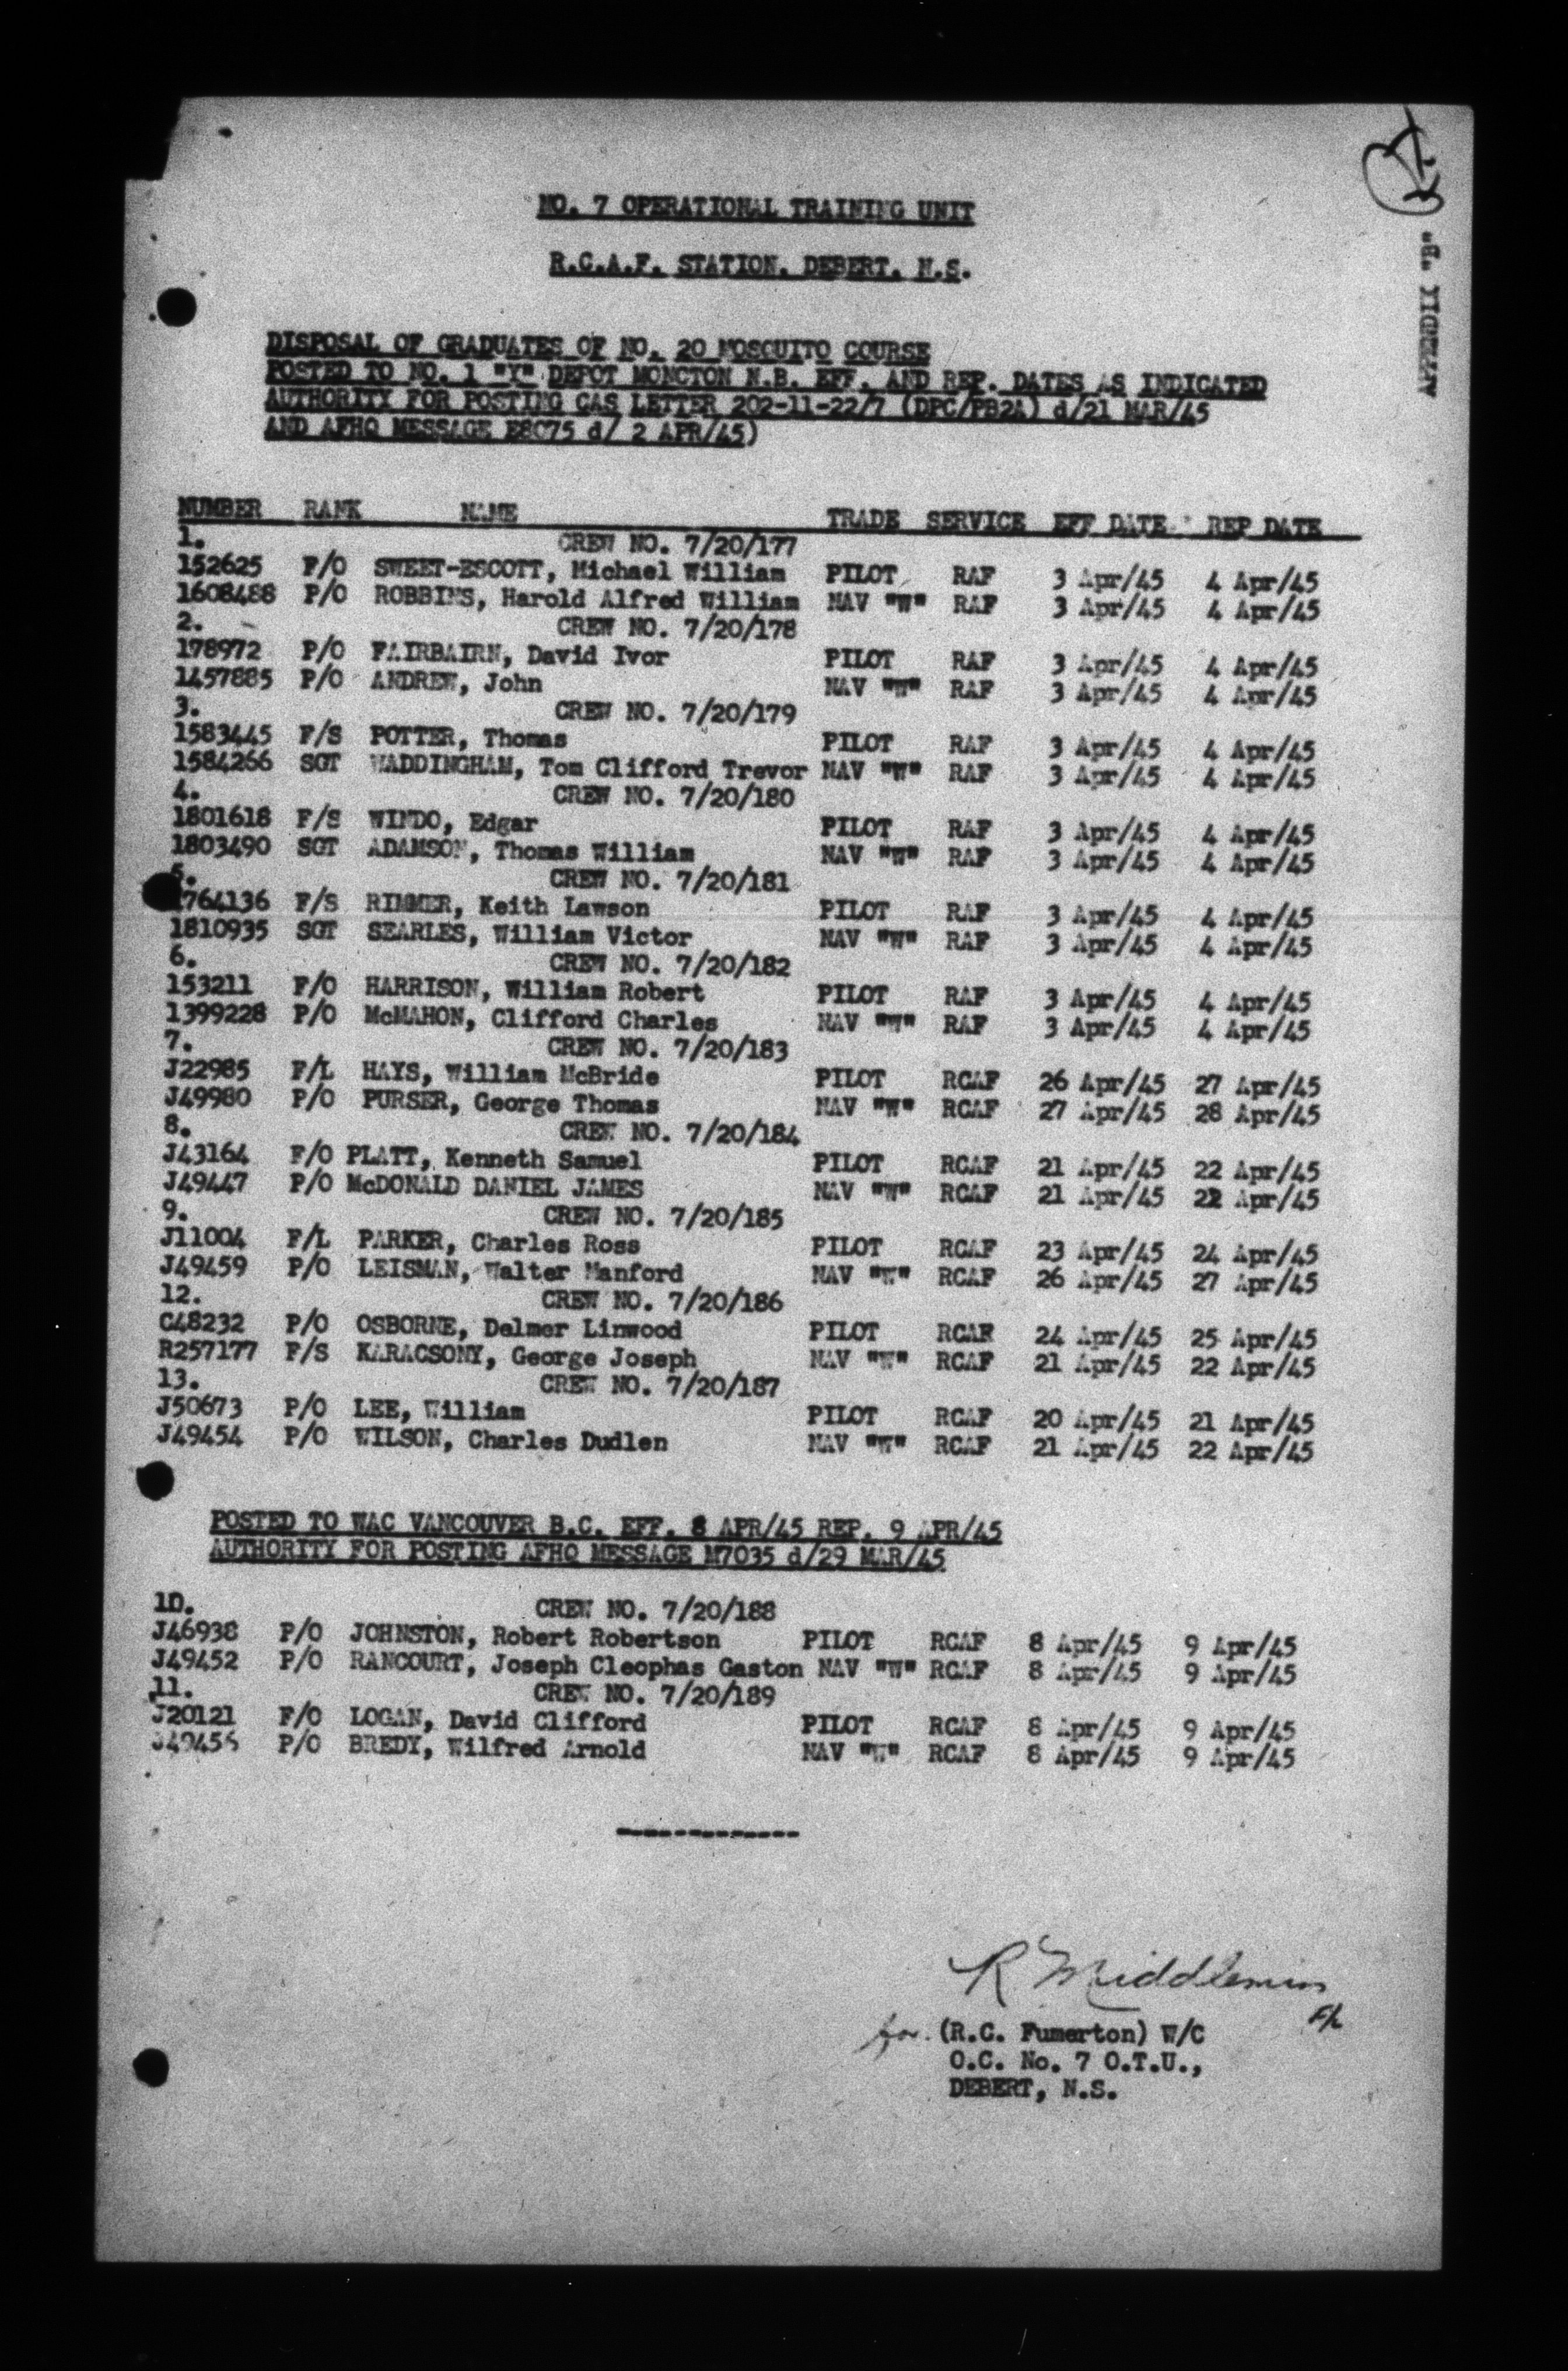 APPENDIX "B"
NO. 7 OPERATIONAL TRAINING UNIT
R.C.A.F. STATION, DEBERT, N.S.
DISPOSAL OF GRADUATES OF NO. 20 MOSQUITO COURSE
POSTED TO NO. 1 "Y" DEPOT MONCTON N.B. EFF. AND REP. DATES AS INDICATED
AUTHORITY FOR POSTING CAS LETTER 202-11-22/7 (DPC/PB2A) d/21 MAR/45
AND AFHQ MESSAGE E8075 d/ 2 APR/45)
NUMBER RANK NAME TRADE SERVICE EFF DATE REP DATE
1. CREW NO. 7/20/177
152625 F/O SWEET-ESCOTT, Michael William PILOT RAF 3 Apr/45 4 Apr/45
1608488 P/O ROBBINS, Harold Alfred William NAV "W" RAF 3 Apr/45 4 Apr/45
2. CREW NO. 7/20/178
178972 P/O FAIRBAIRN, David Ivor PILOT RAF 3 Apr/45 4 Apr/45
1457885 P/O ANDREW, John NAV "W" RAF 3 Apr/45 4 Apr/45
3. CREW NO. 7/20/179
1583445 F/S POTTER, Thomas PILOT RAF 3 Apr/45 4 Apr/45
1584266 SGT WADDINGHAM, Tom Clifford Trevor NAV "W" RAF 3 Apr/45 4 Apr/45
4. CREW NO. 7/20/180
1801618 F/S WINDO, Edgar PILOT RAF 3 Apr/45 4 Apr/45
1803490 SGT ADAMSON, Thomas William NAV "W" RAF 3 Apr/45 4 Apr/45
5. CREW NO. 7/20/181
764136 F/S RIMMER, Keith Lawson PILOT RAF 3 Apr/45 4 Apr/45
1810935 SGT SEARLES, William Victor NAV "W" RAF 3 Apr/45 4 Apr/45
6. CREW NO. 7/20/182
153211 F/O HARRISON, William Robert PILOT RAF 3 Apr/45 4 Apr/45
1399228 P/O McMAHON, Clifford Charles NAV "W" RAF 3 Apr/45 4 Apr/45
7. CREW NO. 7/20/183
J22985 F/L HAYS, William McBride PILOT RCAF 26 Apr/45 27 Apr/45
J49980 P/O PURSER, George Thomas NAV "W" RCAF 27 Apr/45 28 Apr/45
8. CREW NO. 7/20/184
J43164 F/O PLATT, Kenneth Samuel PILOT RCAF 21 Apr/45 22 Apr/45
J49447 P/O McDONALD DANIEL JAMES NAV "W" RCAF 21 Apr/45 22 Apr/45
9. CREW NO. 7/20/185
J11004 F/L PARKER, Charles Ross PILOT RCAF 23 Apr/45 24 Apr/45
J49459 P/O LEISMAN, Walter Manford NAV "W" RCAF 26 Apr/45 27 Apr/45
12. CREW NO. 7/20/186
C48232 P/O OSBORNE, Delmer Linwood PILOT RCAF 24 Apr/45 25 Apr/45
R257177 F/S KARACSONY, George Joseph NAV "W" RCAF 21 Apr/45 22 Apr/45
13. CREW NO. 7/20/187
J50673 P/O LEE, William PILOT RCAF 20 Apr/45 21 Apr/45
J49454 P/O WILSON, Charles Dudlen NAV "W" RCAF 21 Apr/45 22 Apr/45
POSTED TO WAC VANCOUVER B.C. EFF. 8 APR/45 REP. 9 APR/45
AUTHORITY FOR POSTING AFHQ MESSAGE M7035 d/29 MAR/45
10. CREW NO. 7/20/188
J46938 P/O JOHNSTON, Robert Robertson PILOT RCAF 8 Apr/45 9 Apr/45
J49452 P/O RANCOURT, Joseph Cleophas Gaston NAV "W" RCAF 8 Apr/45 9 Apr/45
11. CREW NO. 7/20/189
J20121 F/O LOGAN, David Clifford PILOT RCAF 8 Apr/45 9 Apr/45
J49456 P/O BREDY, Wilfred Arnold NAV "W" RCAF 8 Apr/45 9 Apr/45
R Middlemiss F/L
for (R.C. Fumerton) W/C
O.C. No. 7 O.T.U.,
DEBERT, N.S.